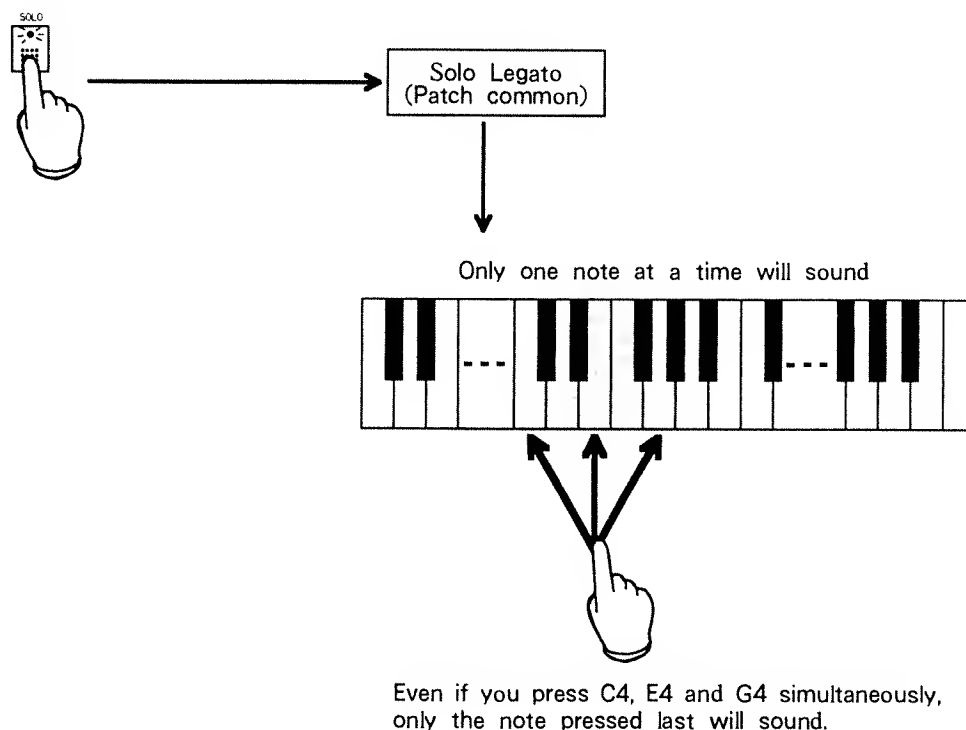 SOLO
Solo Legato
(Patch common)
Only one note at a time will sound
Even if you press C4, E4 and G4 simultaneously,
only the note pressed last will sound.